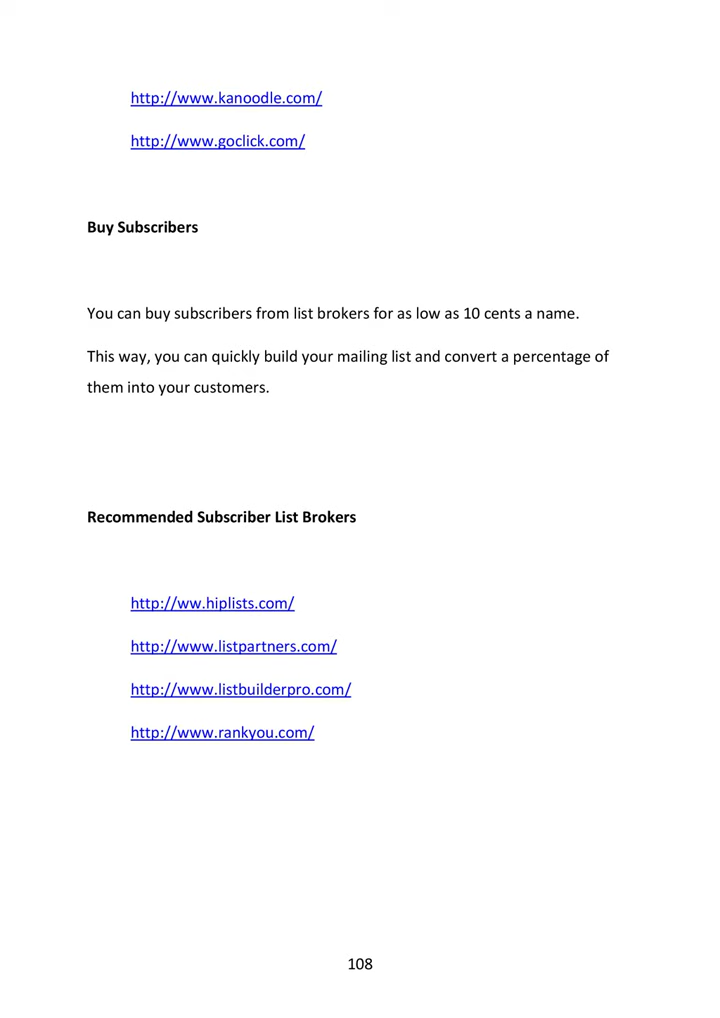 http://www.kanoodle.com/
http://www.goclick.com/
Buy Subscribers
You can buy subscribers from list brokers for as low as 10 cents a name.
This way, you can quickly build your mailing list and convert a percentage of
them into your customers.
Recommended Subscriber List Brokers
http://ww.hiplists.com/
http://www.listpartners.com/
http://www.listbuilderpro.com/
http://www.rankyou.com/
108